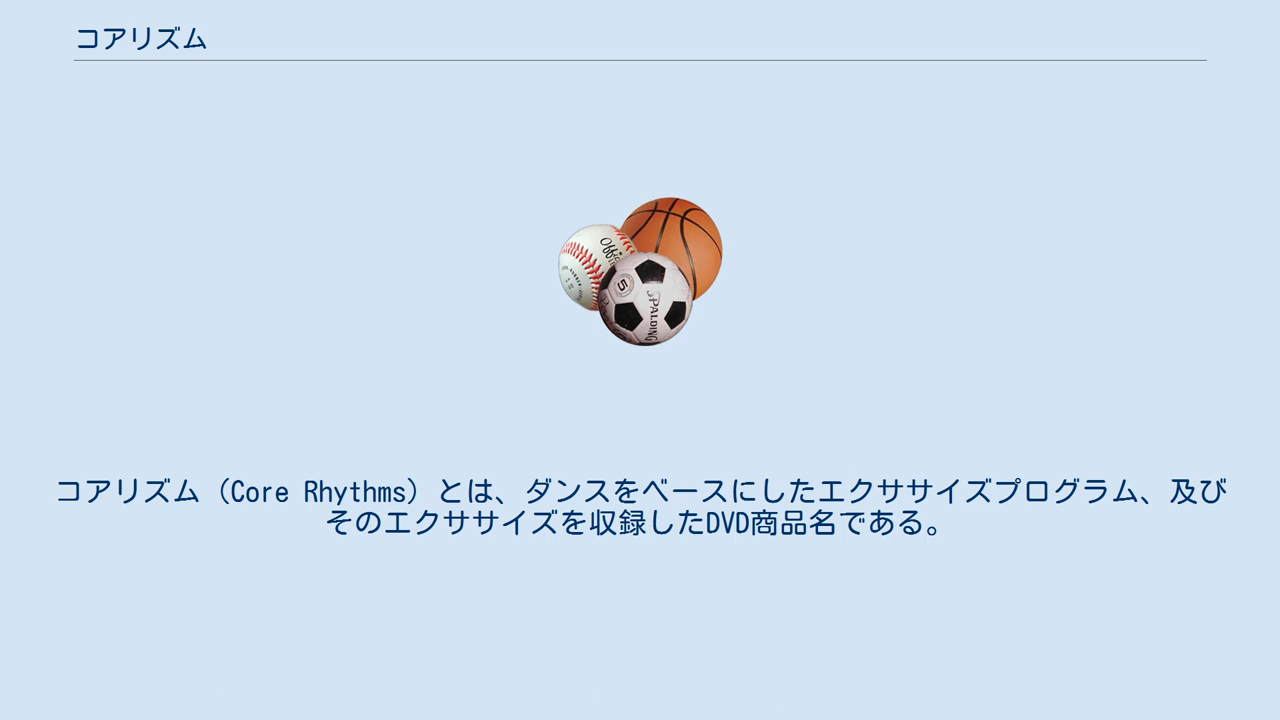 コアリズム
Offic
5
SPALDING
コアリズム（Core Rhythms）とは、ダンスをベースにしたエクササイズプログラム、及び
そのエクササイズを収録したDVD商品名である。